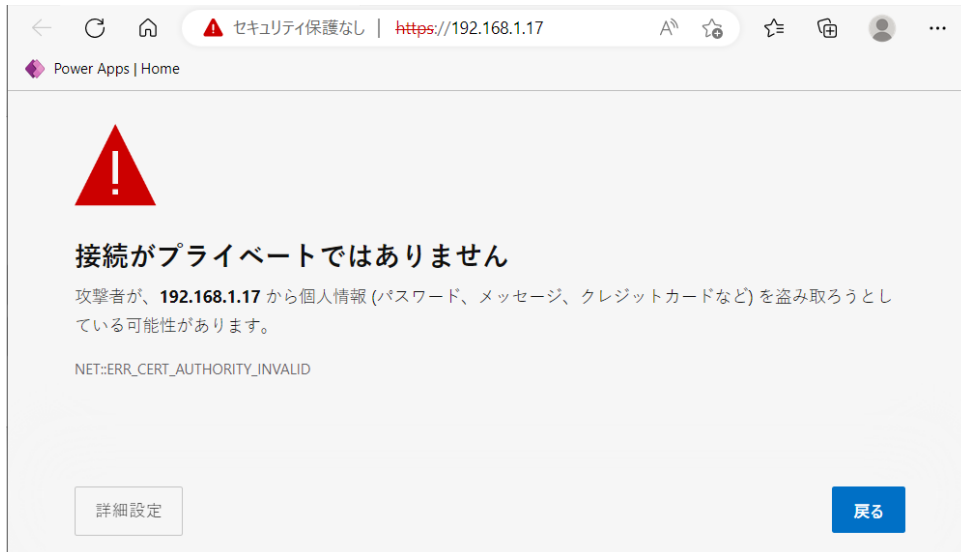 セキュリティ保護なし | https://192.168.1.17
Power Apps | Home
接続がプライベートではありません
攻撃者が、192.168.1.17 から個人情報 (パスワード、メッセージ、クレジットカードなど) を盗み取ろうとし
ている可能性があります。
NET::ERR_CERT_AUTHORITY_INVALID
詳細設定
戻る